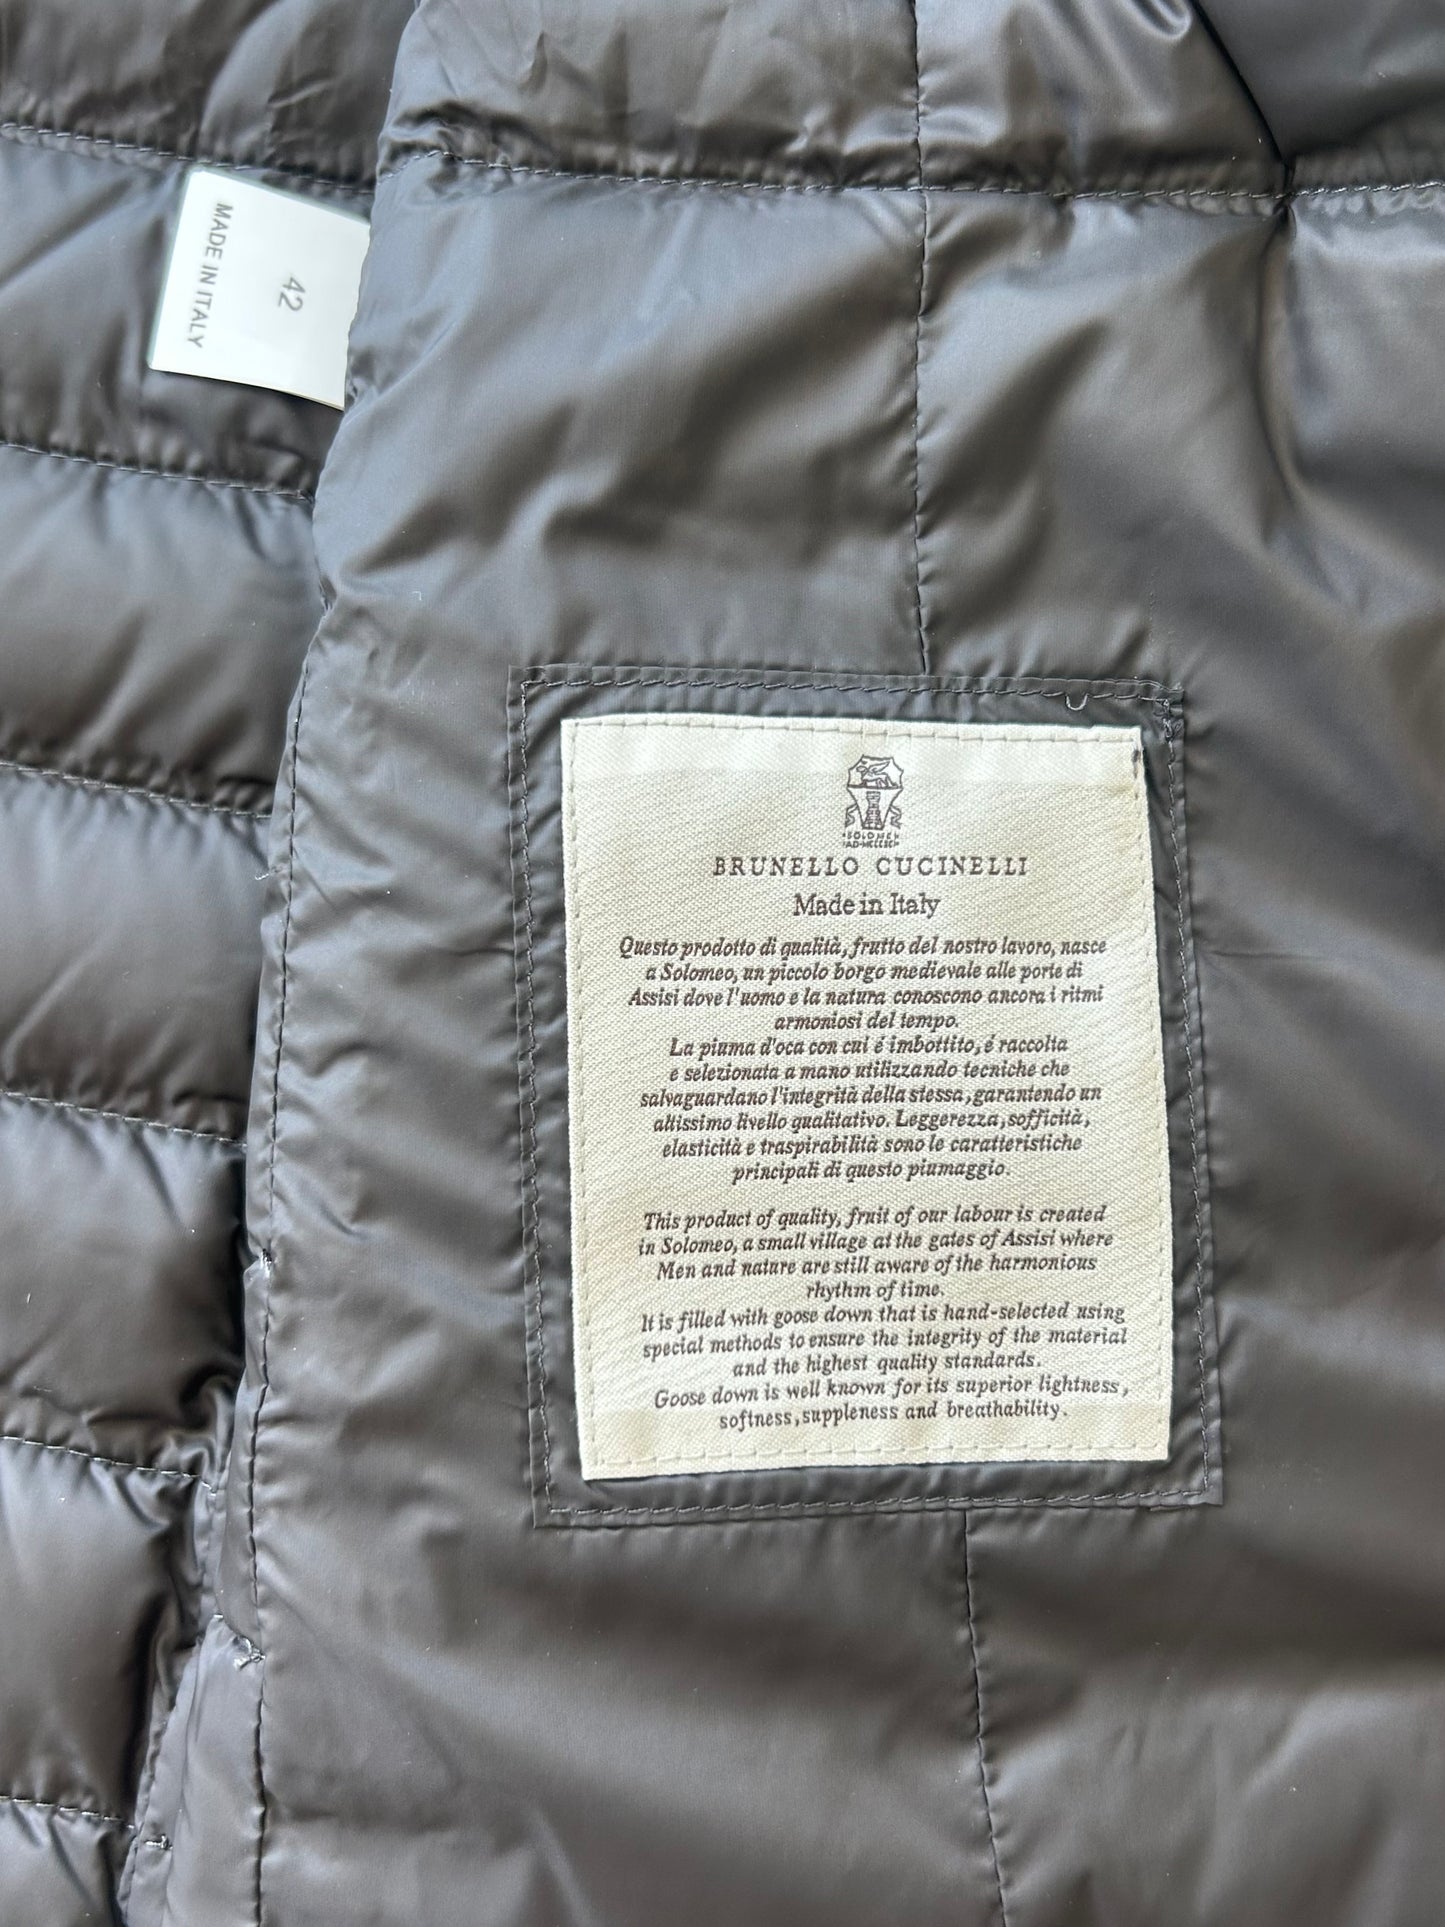 MADE IN ITALY
42
SOLOMEO
BRUNELLO CUCINELLI
Made in Italy
Questo prodotto di qualità, frutto del nostro lavoro, nasce
a Solomeo, un piccolo borgo medievale alle porte di
Assisi dove l'uomo e la natura conoscono ancora i ritmi
armoniosi del tempo.
La piuma d'oca con cui é imbottito, é raccolta
e selezionata a mano utilizzando tecniche che
salvaguardano l'integrità della stessa, garantendo un
altissimo livello qualitativo. Leggerezza, sofficità,
elasticità e traspirabilità sono le caratteristiche
principali di questo piumaggio.
This product of quality, fruit of our labour is created
in Solomeo, a small village at the gates of Assisi where
Men and nature are still aware of the harmonious
rhythm of time.
It is filled with goose down that is hand-selected using
special methods to ensure the integrity of the material
and the highest quality standards.
Goose down is well known for its superior lightness,
softness, suppleness and breathability.